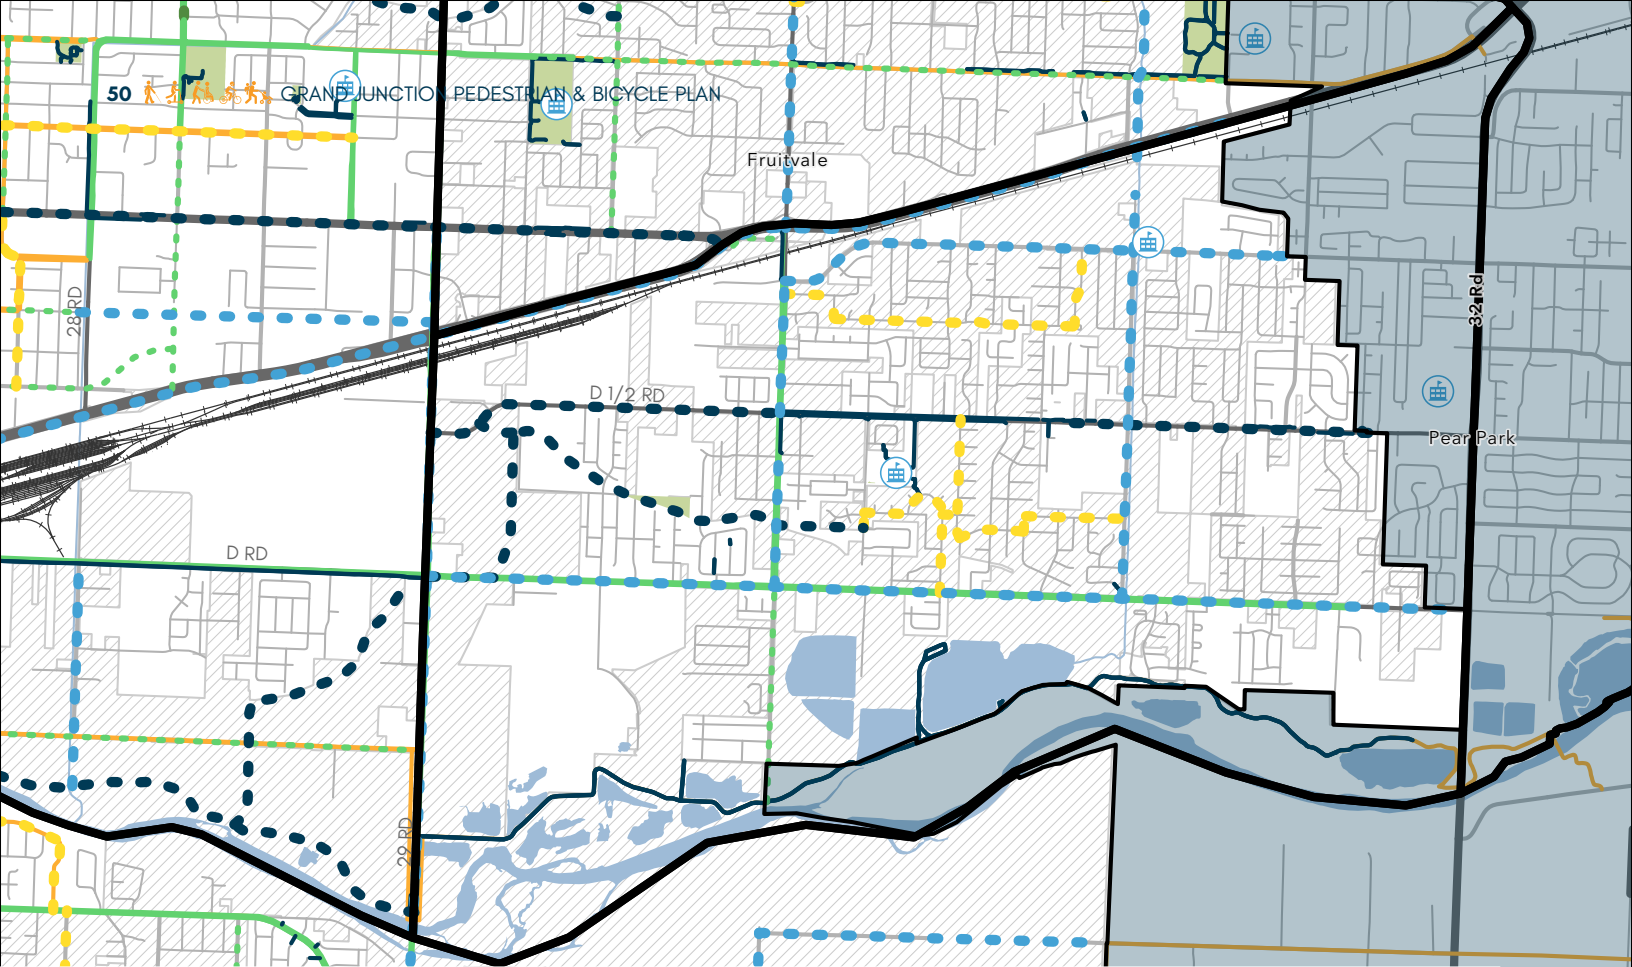 50 GRAND JUNCTION PEDESTRIAN & BICYCLE PLAN
Fruitvale
28 RD
32 Rd
D 1/2 RD
Pear Park
D RD
29 RD